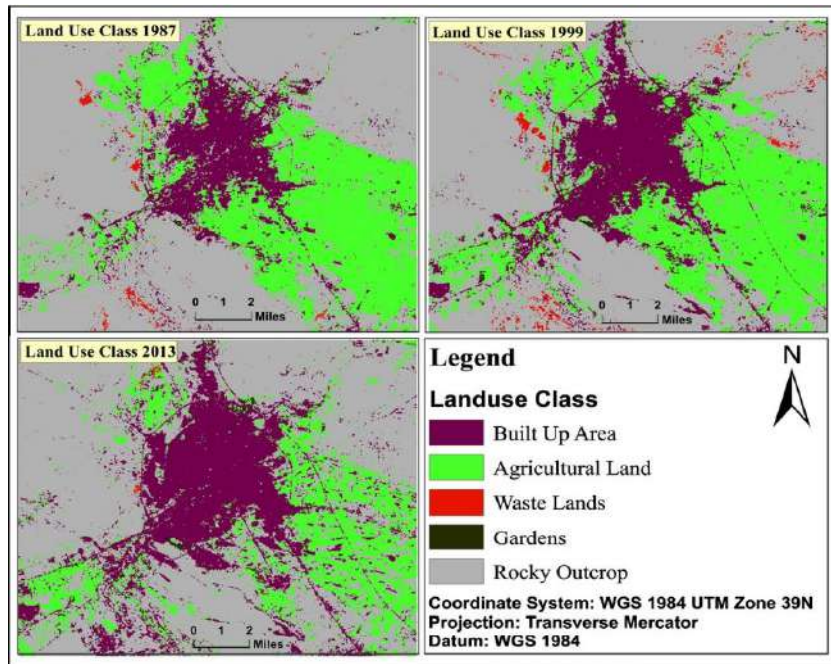 Land Use Class 1987
0 1 2
Miles
Land Use Class 1999
0 1 2
Miles
Land Use Class 2013
0 1 2
Miles
Legend
N
Landuse Class
Built Up Area
Agricultural Land
Waste Lands
Gardens
Rocky Outcrop
Coordinate System: WGS 1984 UTM Zone 39N
Projection: Transverse Mercator
Datum: WGS 1984